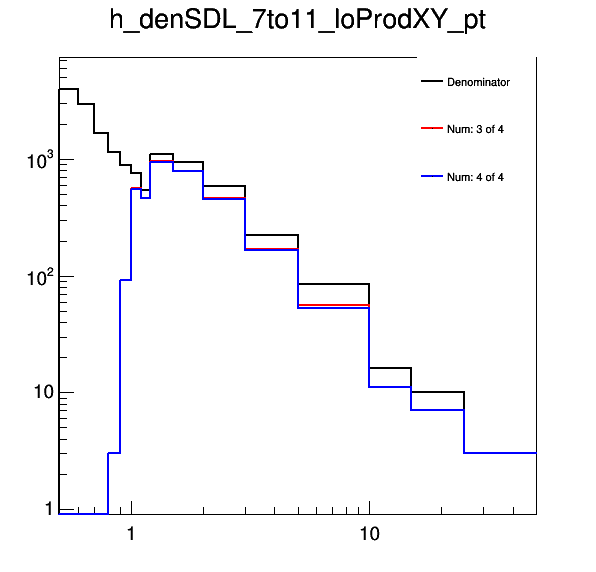 h_denSDL_7to11_loProdXY_pt
Denominator
Num: 3 of 4
Num: 4 of 4
10³
10²
10
1
1 10